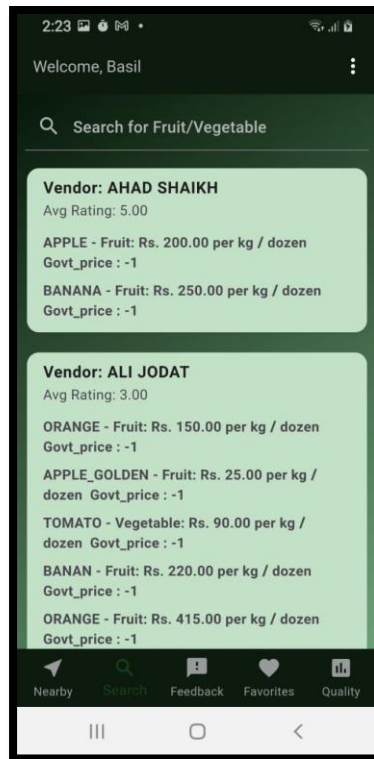 2:23
Welcome, Basil
Search for Fruit/Vegetable
Vendor: AHAD SHAIKH
Avg Rating: 5.00
APPLE - Fruit: Rs. 200.00 per kg / dozen
Govt_price : -1
BANANA - Fruit: Rs. 250.00 per kg / dozen
Govt_price : -1
Vendor: ALI JODAT
Avg Rating: 3.00
ORANGE - Fruit: Rs. 150.00 per kg / dozen
Govt_price : -1
APPLE_GOLDEN - Fruit: Rs. 25.00 per kg /
dozen Govt_price : -1
TOMATO - Vegetable: Rs. 90.00 per kg /
dozen Govt_price : -1
BANAN - Fruit: Rs. 220.00 per kg / dozen
Govt_price : -1
ORANGE - Fruit: Rs. 415.00 per kg / dozen
Govt_price : -1
Nearby Search Feedback Favorites Quality